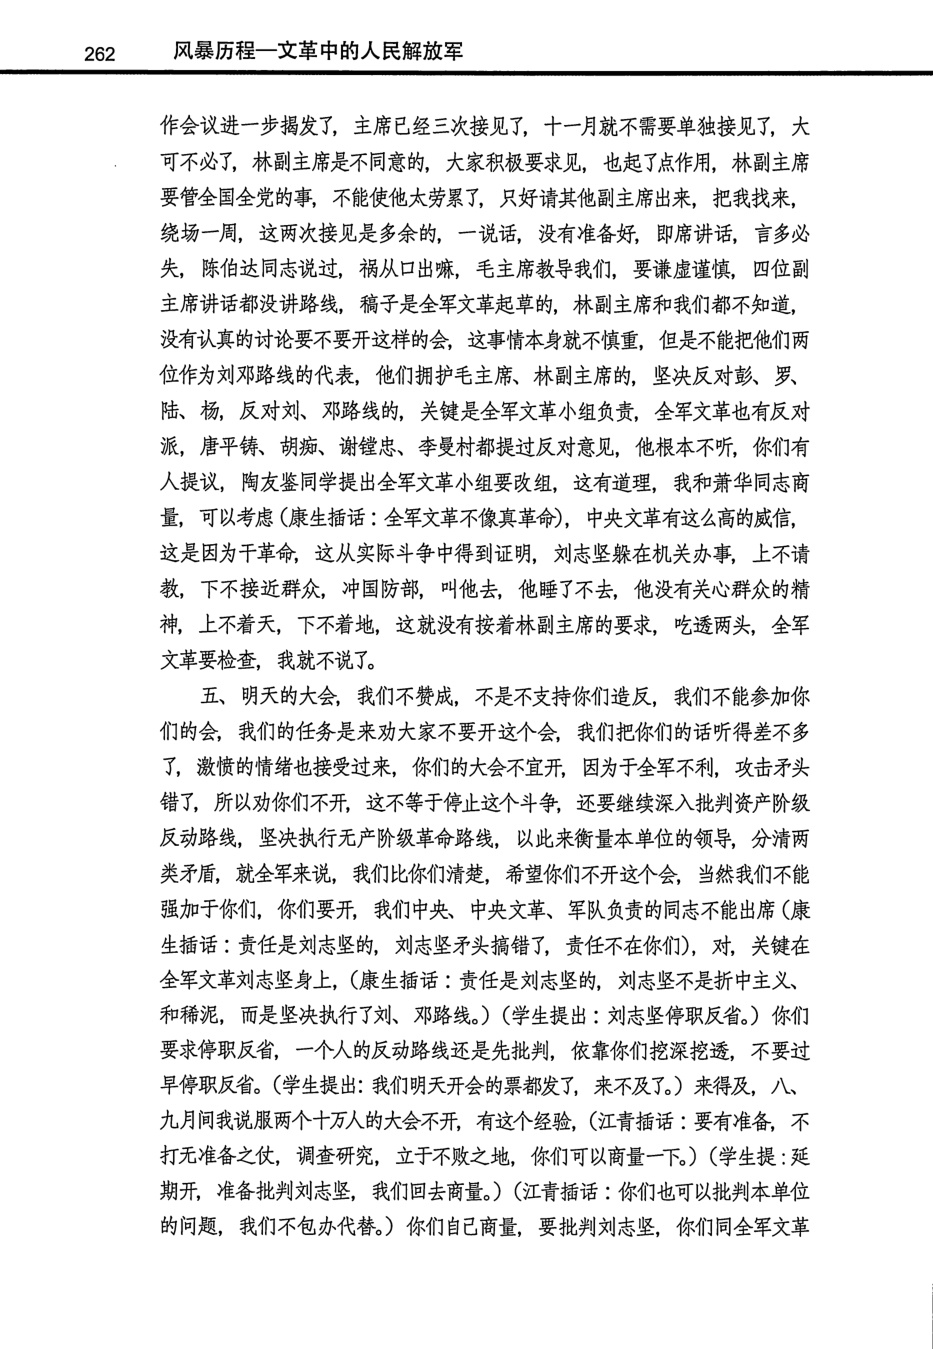 262 风暴历程—文革中的人民解放军
作会议进一步揭发了，主席已经三次接见了，十一月就不需要单独接见了，大
可不必了，林副主席是不同意的，大家积极要求见，也起了点作用，林副主席
要管全国全党的事，不能使他太劳累了，只好请其他副主席出来，把我找来，
绕场一周，这两次接见是多余的，一说话，没有准备好，即席讲话，言多必
失，陈伯达同志说过，祸从口出嘛，毛主席教导我们，要谦虚谨慎，四位副
主席讲话都没讲路线，稿子是全军文革起草的，林副主席和我们都不知道，
没有认真的讨论要不要开这样的会，这事情本身就不慎重，但是不能把他们两
位作为刘邓路线的代表，他们拥护毛主席、林副主席的，坚决反对彭、罗、
陆、杨，反对刘、邓路线的，关键是全军文革小组负责，全军文革也有反对
派，唐平铸、胡痴、谢镗忠、李曼村都提过反对意见，他根本不听，你们有
人提议，陶友鉴同学提出全军文革小组要改组，这有道理，我和萧华同志商
量，可以考虑（康生插话：全军文革不像真革命），中央文革有这么高的威信，
这是因为干革命，这从实际斗争中得到证明，刘志坚躲在机关办事，上不请
教，下不接近群众，冲国防部，叫他去，他睡了不去，他没有关心群众的精
神，上不着天，下不着地，这就没有按着林副主席的要求，吃透两头，全军
文革要检查，我就不说了。
五、明天的大会，我们不赞成，不是不支持你们造反，我们不能参加你
们的会，我们的任务是来劝大家不要开这个会，我们把你们的话听得差不多
了，激愤的情绪也接受过来，你们的大会不宜开，因为于全军不利，攻击矛头
错了，所以劝你们不开，这不等于停止这个斗争，还要继续深入批判资产阶级
反动路线，坚决执行无产阶级革命路线，以此来衡量本单位的领导，分清两
类矛盾，就全军来说，我们比你们清楚，希望你们不开这个会，当然我们不能
强加于你们，你们要开，我们中央、中央文革、军队负责的同志不能出席（康
生插话：责任是刘志坚的，刘志坚矛头搞错了，责任不在你们），对，关键在
全军文革刘志坚身上，（康生插话：责任是刘志坚的，刘志坚不是折中主义、
和稀泥，而是坚决执行了刘、邓路线。）（学生提出：刘志坚停职反省。）你们
要求停职反省，一个人的反动路线还是先批判，依靠你们挖深挖透，不要过
早停职反省。（学生提出：我们明天开会的票都发了，来不及了。）来得及，八、
九月间我说服两个十万人的大会不开，有这个经验，（江青插话：要有准备，不
打无准备之仗，调查研究，立于不败之地，你们可以商量一下。）（学生提：延
期开，准备批判刘志坚，我们回去商量。）（江青插话：你们也可以批判本单位
的问题，我们不包办代替。）你们自己商量，要批判刘志坚，你们同全军文革